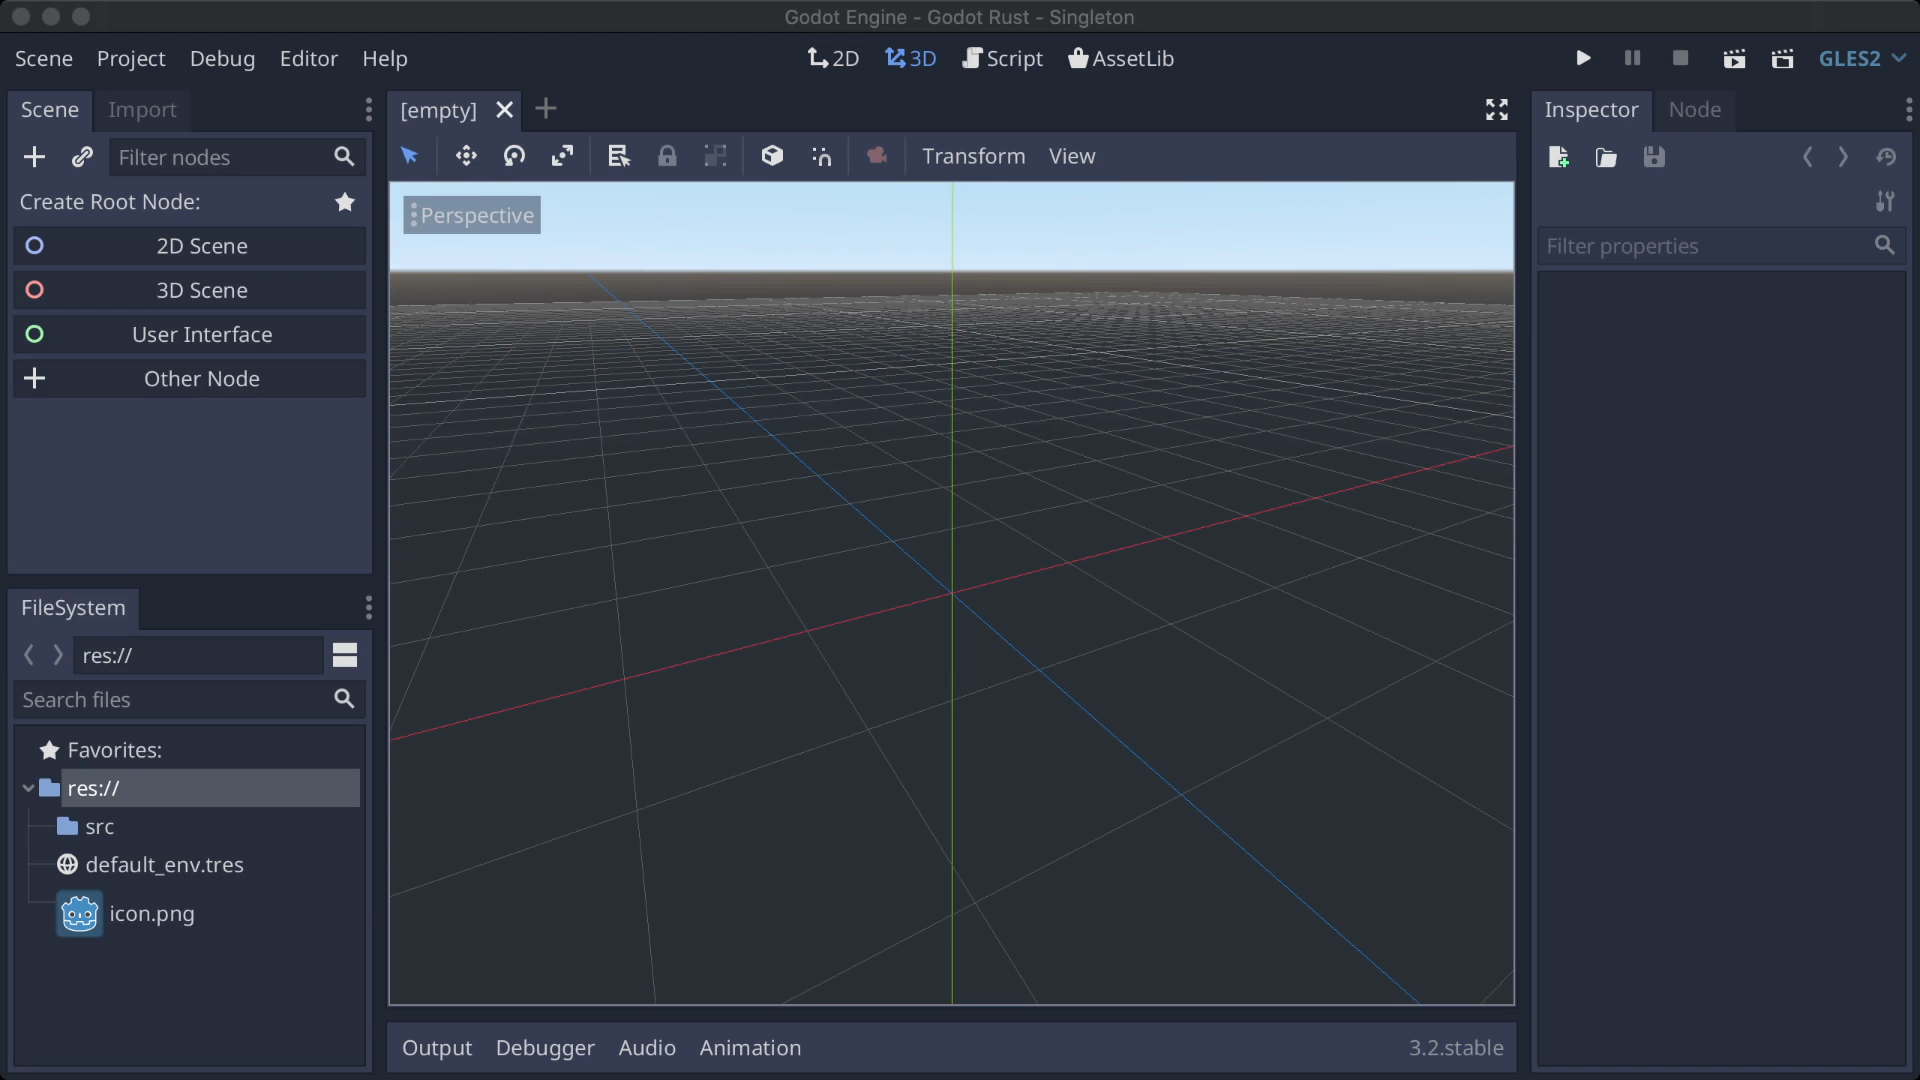 Godot Engine - Godot Rust - Singleton
Scene Project Debug Editor Help
2D 3D Script AssetLib
GLES2
Scene Import
[empty]
Inspector Node
Filter nodes
Transform View
Create Root Node:
Perspective
2D Scene
Filter properties
3D Scene
User Interface
Other Node
FileSystem
res://
Search files
Favorites:
res://
src
default_env.tres
icon.png
Output Debugger Audio Animation
3.2.stable